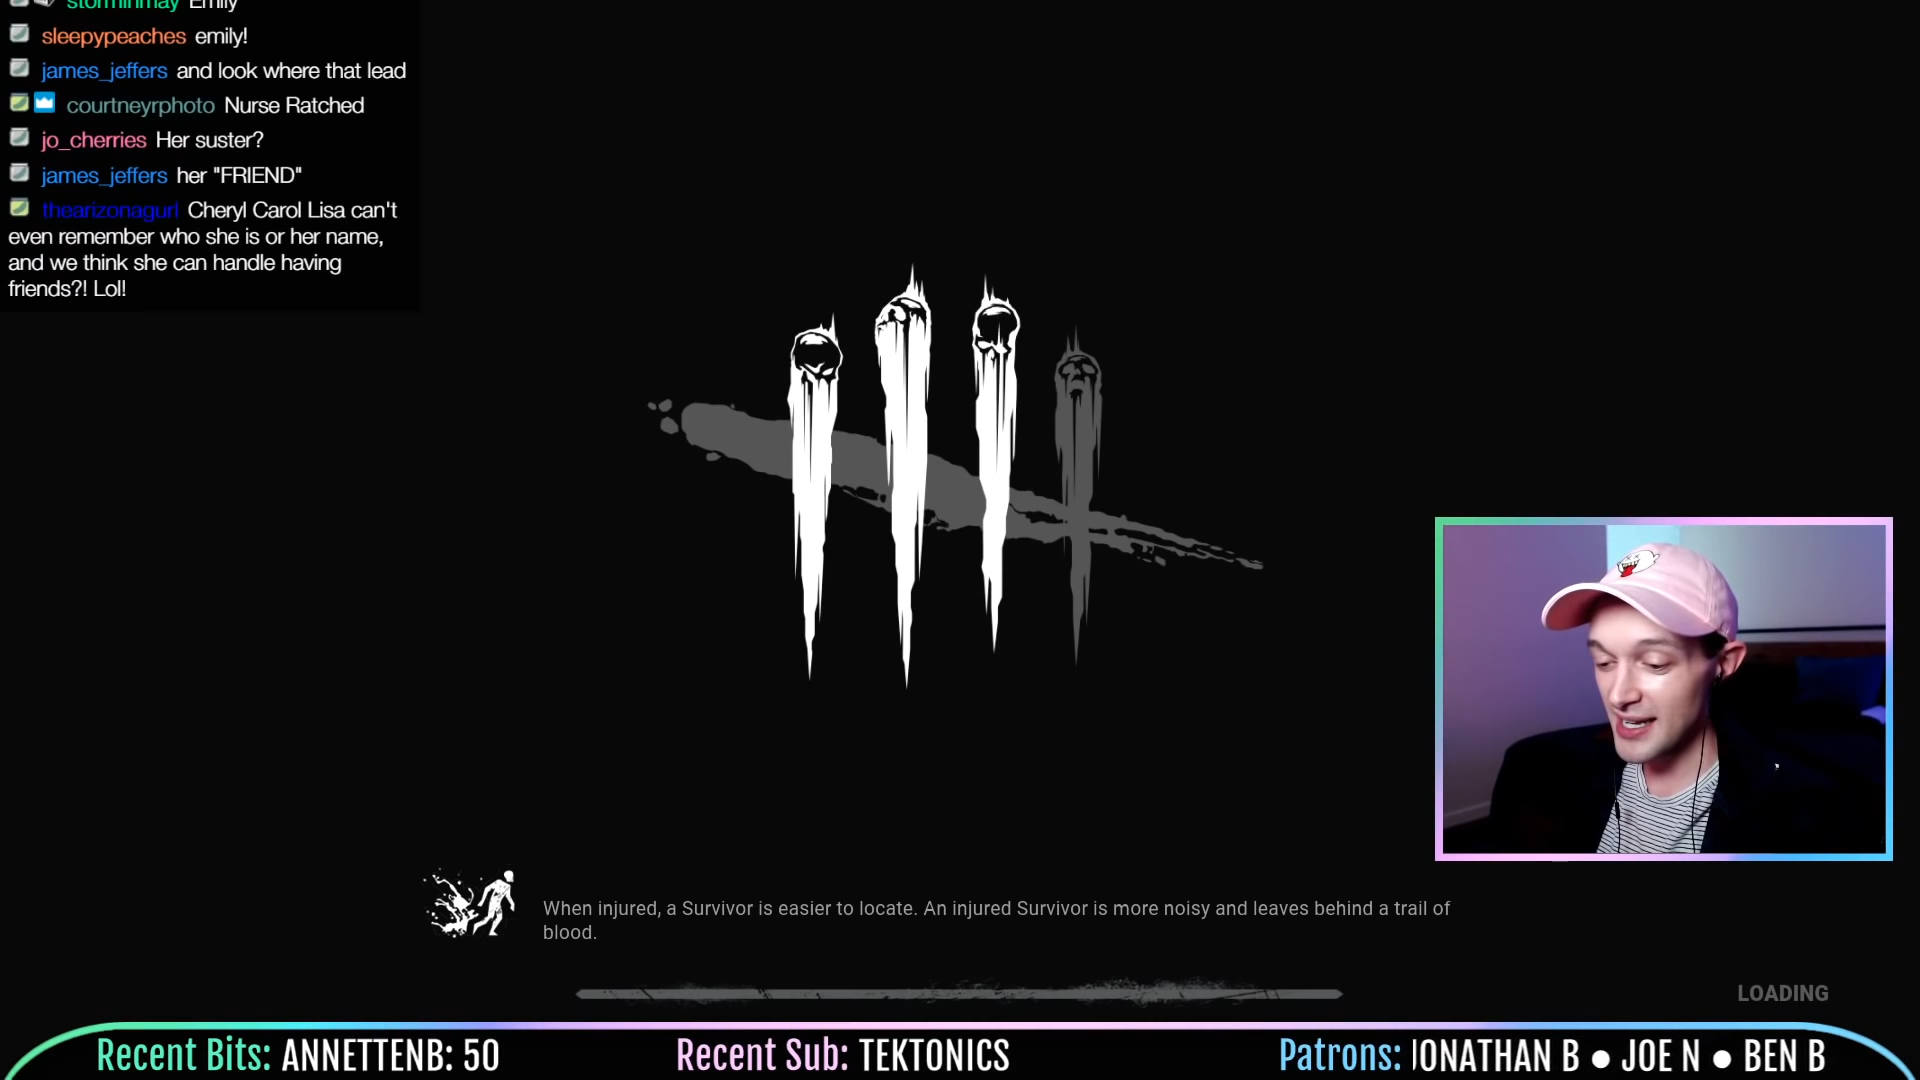 storminmay Emily
sleepypeaches emily!
james_jeffers and look where that lead
courtneyrphoto Nurse Ratched
jo_cherries Her suster?
james_jeffers her "FRIEND"
thearizonagurl Cheryl Carol Lisa can't
even remember who she is or her name,
and we think she can handle having
friends?! Lol!
When injured, a Survivor is easier to locate. An injured Survivor is more noisy and leaves behind a trail of
blood.
LOADING
Recent Bits: ANNETTENB: 50
Recent Sub: TEKTONICS
Patrons: JONATHAN B ● JOE N ● BEN B